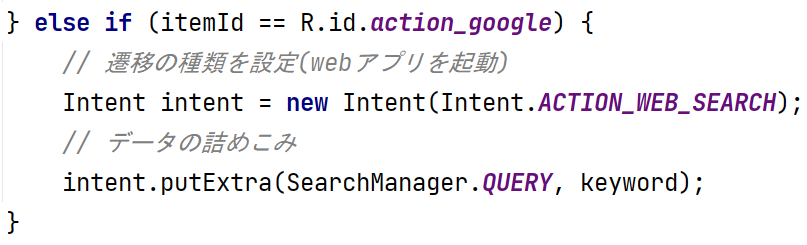 } else if (itemId == R.id.action_google) {
// 遷移の種類を設定(webアプリを起動)
Intent intent = new Intent(Intent.ACTION_WEB_SEARCH);
// データの詰めこみ
intent.putExtra(SearchManager.QUERY, keyword);
}